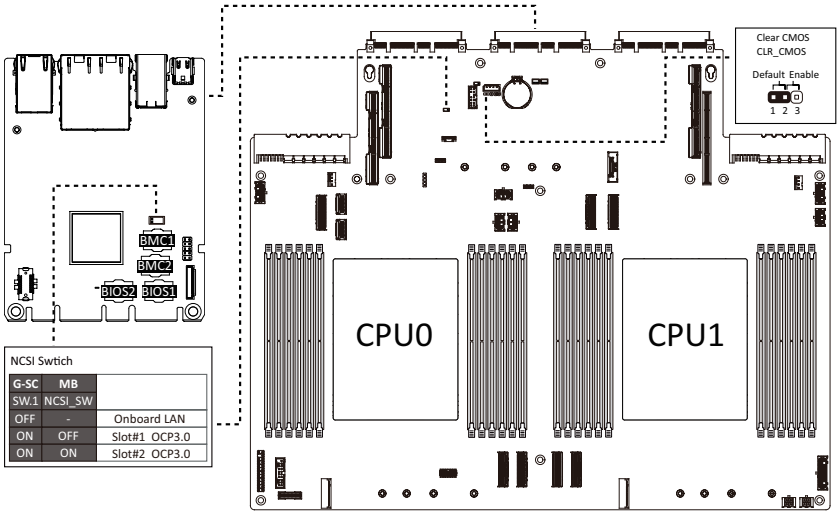 Clear CMOS
CLR_CMOS
Default Enable
1 2 3
BMC1
BMC2
BIOS2 BIOS1
CPU0
CPU1
NCSI Swtich
G-SC MB
SW.1 NCSI_SW
OFF - Onboard LAN
ON OFF Slot#1 OCP3.0
ON ON Slot#2 OCP3.0